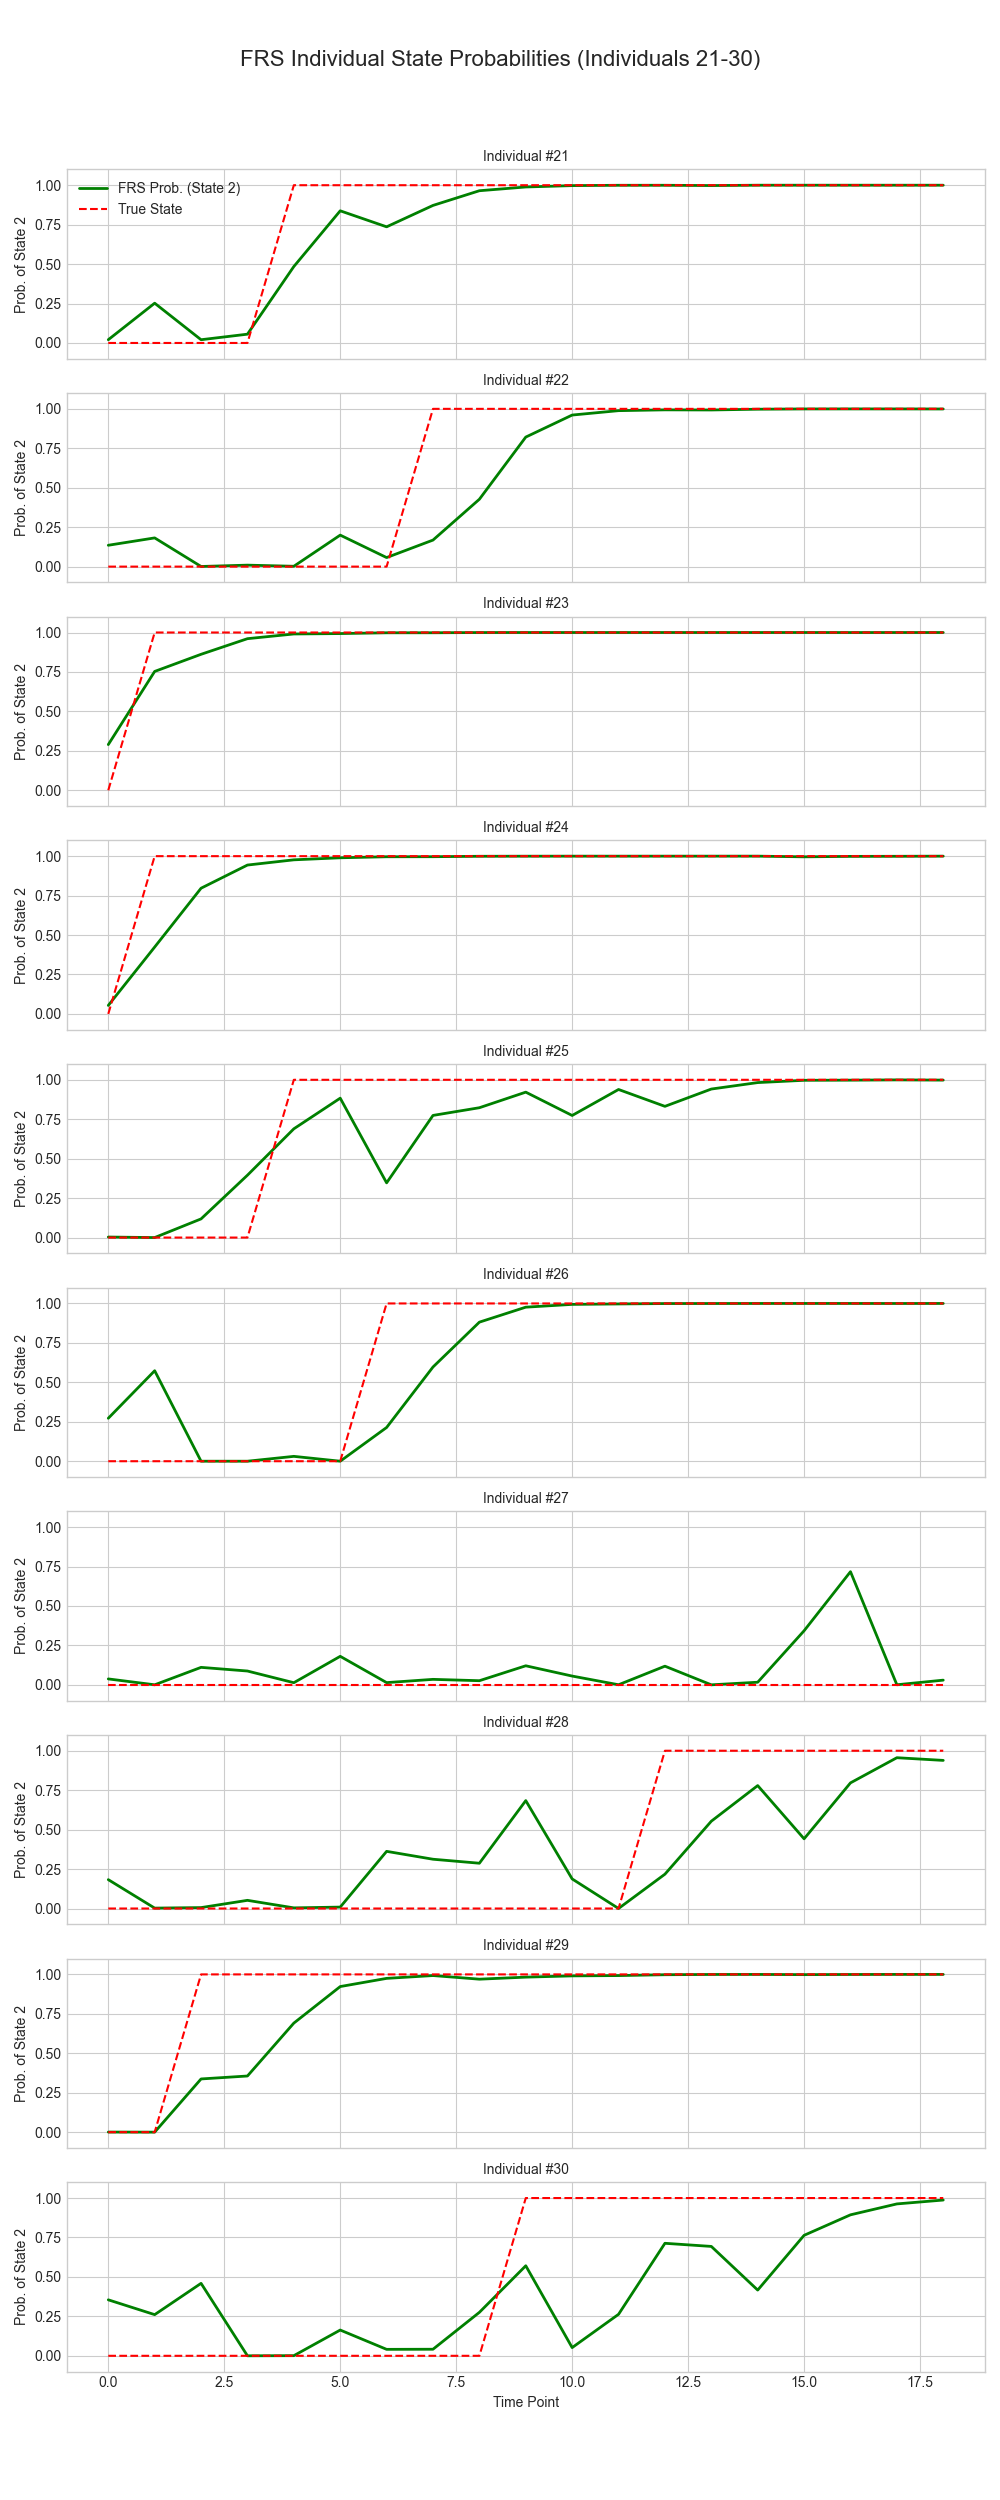 FRS Individual State Probabilities (Individuals 21-30)
Individual #21
1.00
0.75
0.50
0.25
0.00
Prob. of State 2
FRS Prob. (State 2)
True State
Individual #22
1.00
0.75
0.50
0.25
0.00
Prob. of State 2
Individual #23
1.00
0.75
0.50
0.25
0.00
Prob. of State 2
Individual #24
1.00
0.75
0.50
0.25
0.00
Prob. of State 2
Individual #25
1.00
0.75
0.50
0.25
0.00
Prob. of State 2
Individual #26
1.00
0.75
0.50
0.25
0.00
Prob. of State 2
Individual #27
1.00
0.75
0.50
0.25
0.00
Prob. of State 2
Individual #28
1.00
0.75
0.50
0.25
0.00
Prob. of State 2
Individual #29
1.00
0.75
0.50
0.25
0.00
Prob. of State 2
Individual #30
1.00
0.75
0.50
0.25
0.00
Prob. of State 2
0.0 2.5 5.0 7.5 10.0 12.5 15.0 17.5
Time Point